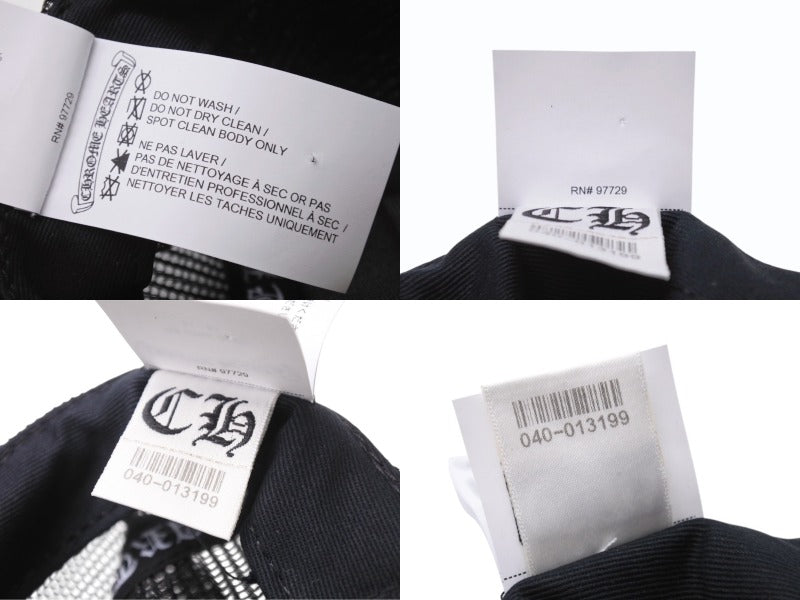 RN# 97729
CHROME HEARTS
DO NOT WASH /
DO NOT DRY CLEAN /
SPOT CLEAN BODY ONLY
NE PAS LAVER /
PAS DE NETTOYAGE À SEC OR PAS
D'ENTRETIEN PROFESSIONNEL À SEC /
NETTOYER LES TACHES UNIQUEMENT
RN# 97729
CH
RN# 97729
CH
040-013199
040-013199